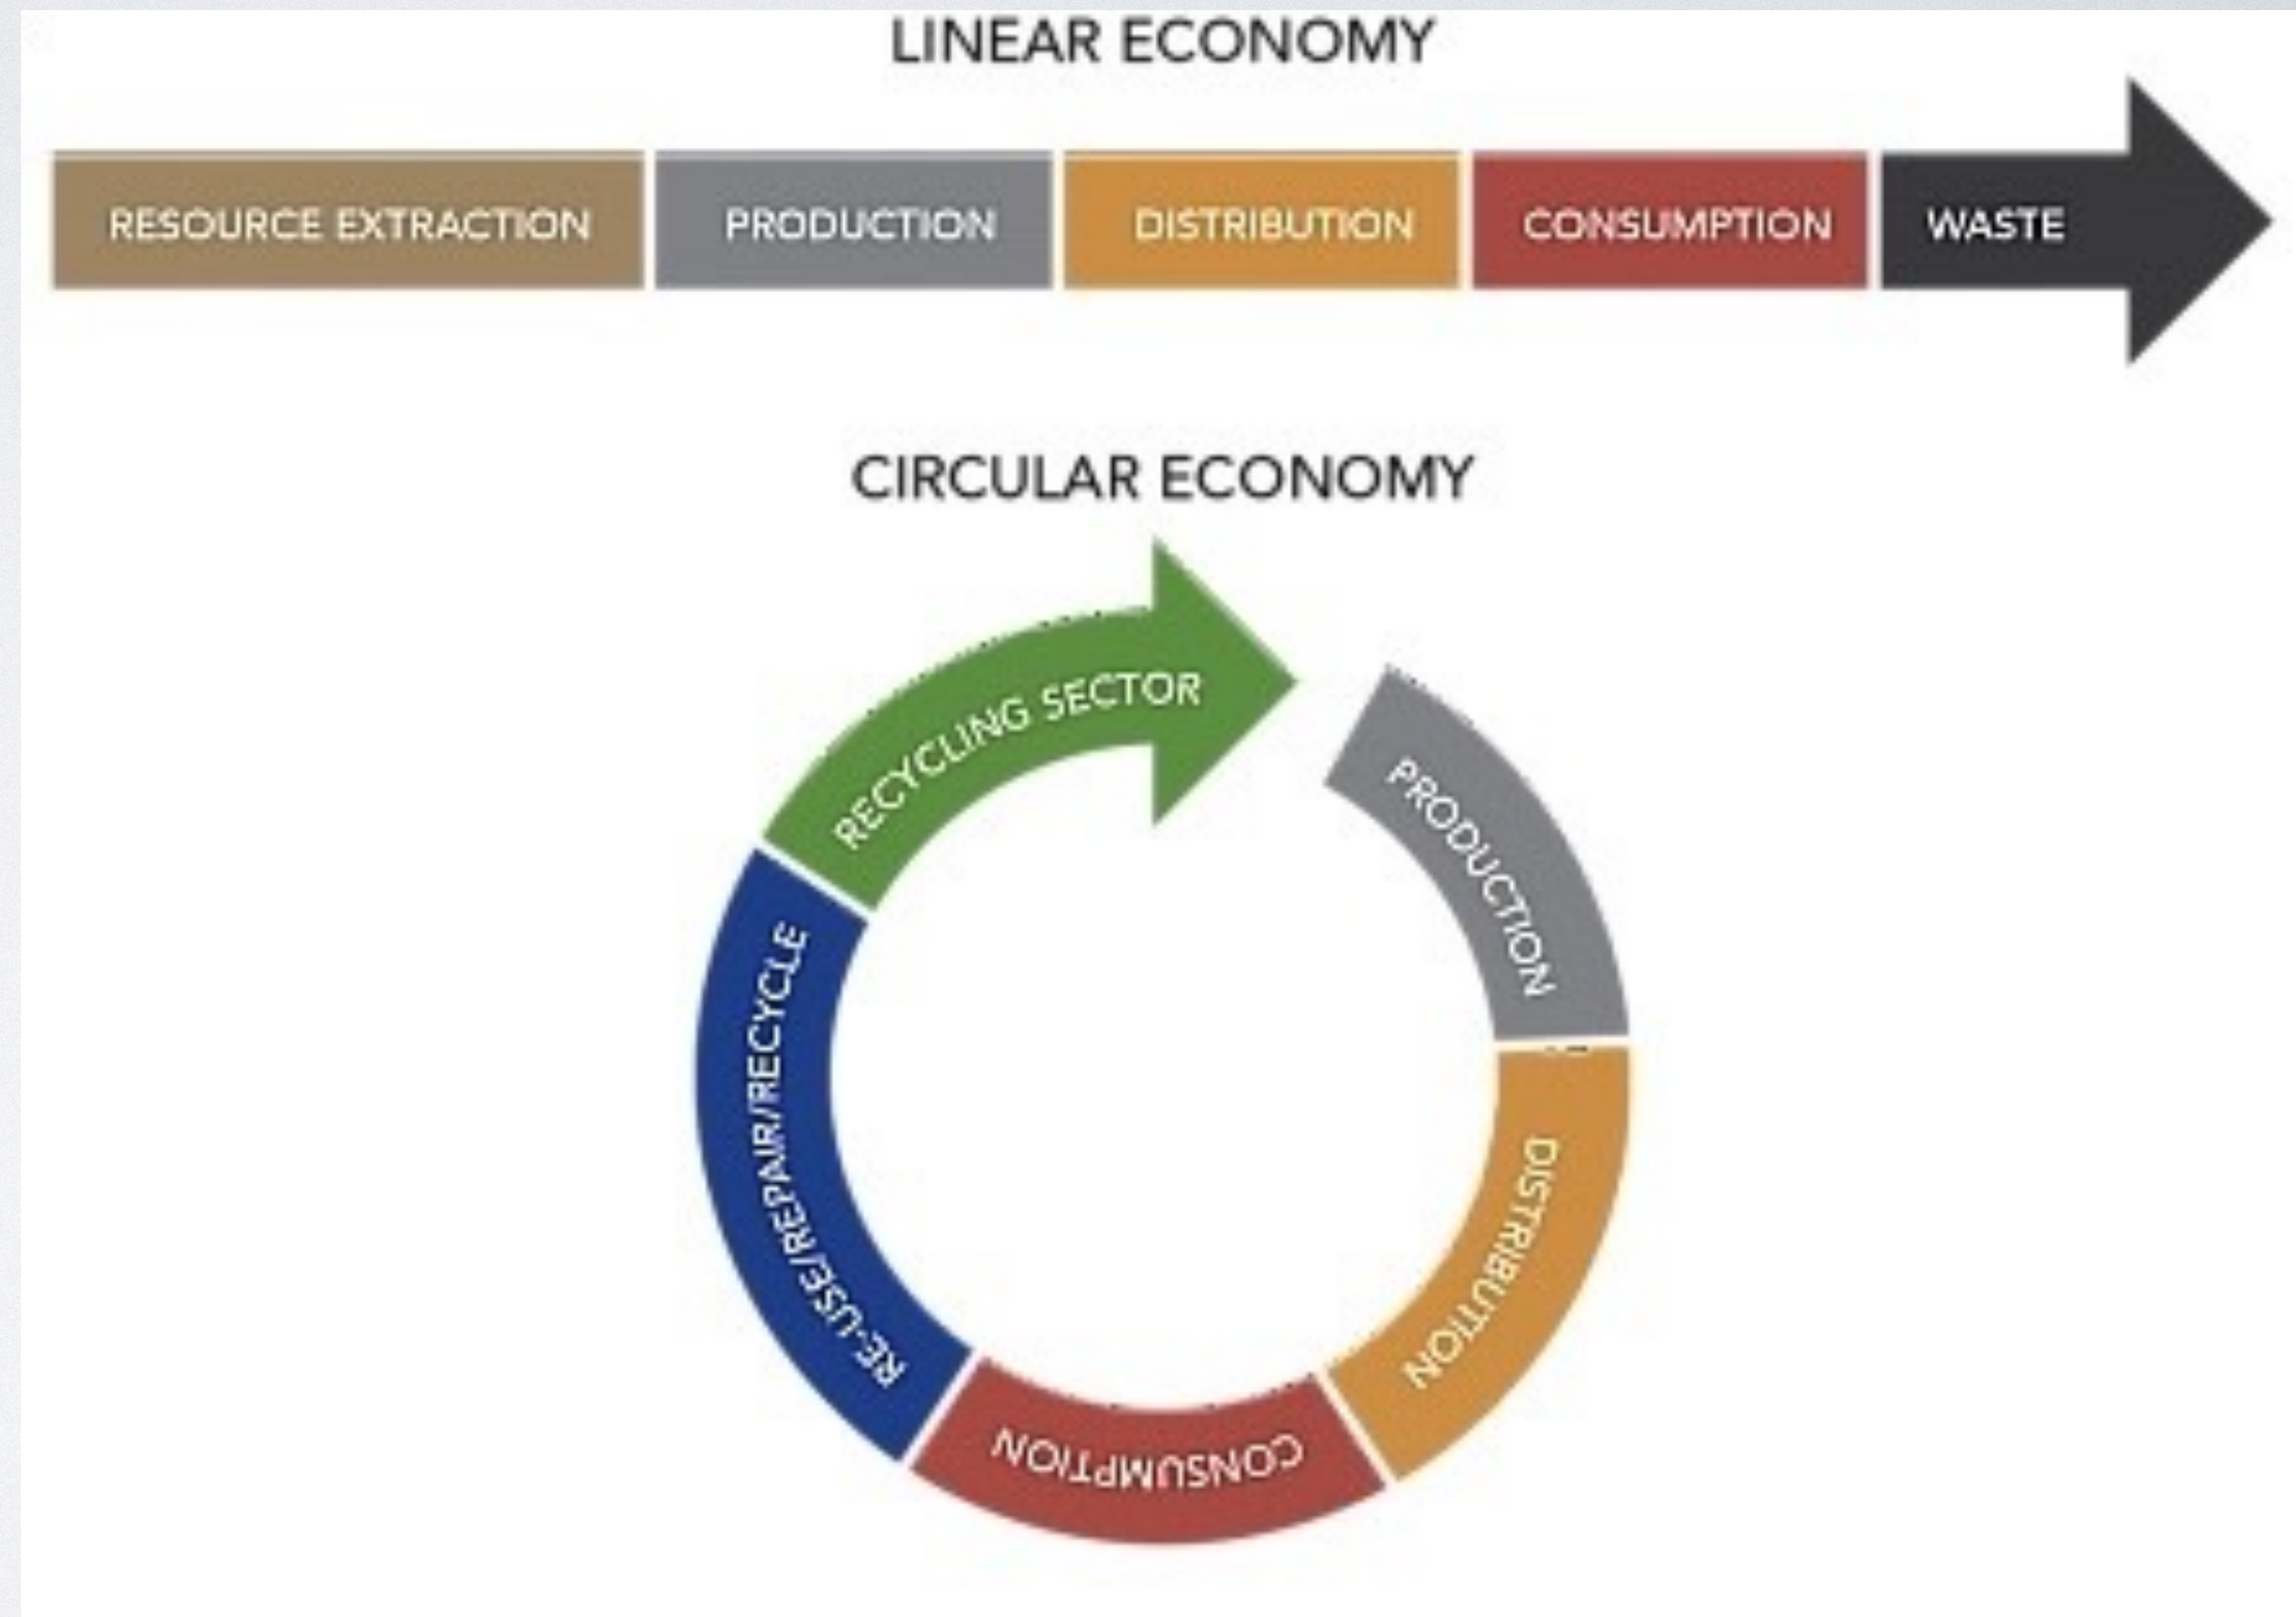 LINEAR ECONOMY
RESOURCE EXTRACTION
PRODUCTION
DISTRIBUTION
CONSUMPTION
WASTE
CIRCULAR ECONOMY
RECYCLING SECTOR
PRODUCTION
DISTRIBUTION
CONSUMPTION
RE-USE/REPAIR/RECYCLE